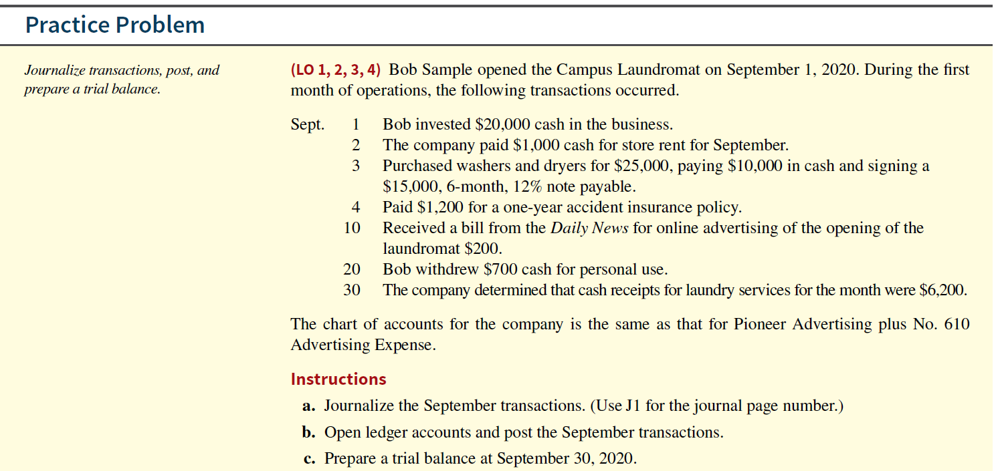 Practice Problem
Journalize transactions, post, and
prepare a trial balance.
(LO 1, 2, 3, 4) Bob Sample opened the Campus Laundromat on September 1, 2020. During the first
month of operations, the following transactions occurred.
Sept. 1 Bob invested $20,000 cash in the business.
2 The company paid $1,000 cash for store rent for September.
3 Purchased washers and dryers for $25,000, paying $10,000 in cash and signing a
$15,000, 6-month, 12% note payable.
4 Paid $1,200 for a one-year accident insurance policy.
10 Received a bill from the Daily News for online advertising of the opening of the
laundromat $200.
20 Bob withdrew $700 cash for personal use.
30 The company determined that cash receipts for laundry services for the month were $6,200.
The chart of accounts for the company is the same as that for Pioneer Advertising plus No. 610
Advertising Expense.
Instructions
a. Journalize the September transactions. (Use J1 for the journal page number.)
b. Open ledger accounts and post the September transactions.
c. Prepare a trial balance at September 30, 2020.